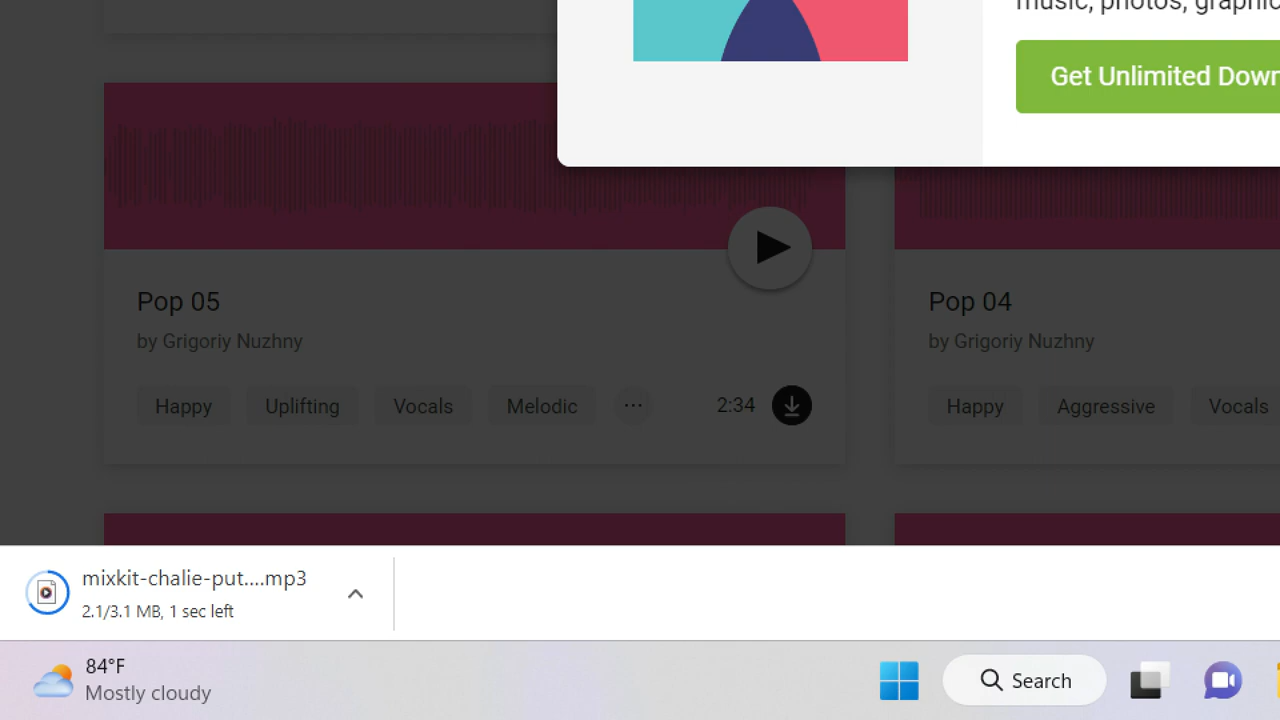 music, photos, graphic
Get Unlimited Down
Pop 05
by Grigoriy Nuzhny
Happy Uplifting Vocals Melodic ... 2:34
Pop 04
by Grigoriy Nuzhny
Happy Aggressive Vocals
mixkit-chalie-put....mp3
2.1/3.1 MB, 1 sec left
84°F
Mostly cloudy
Search